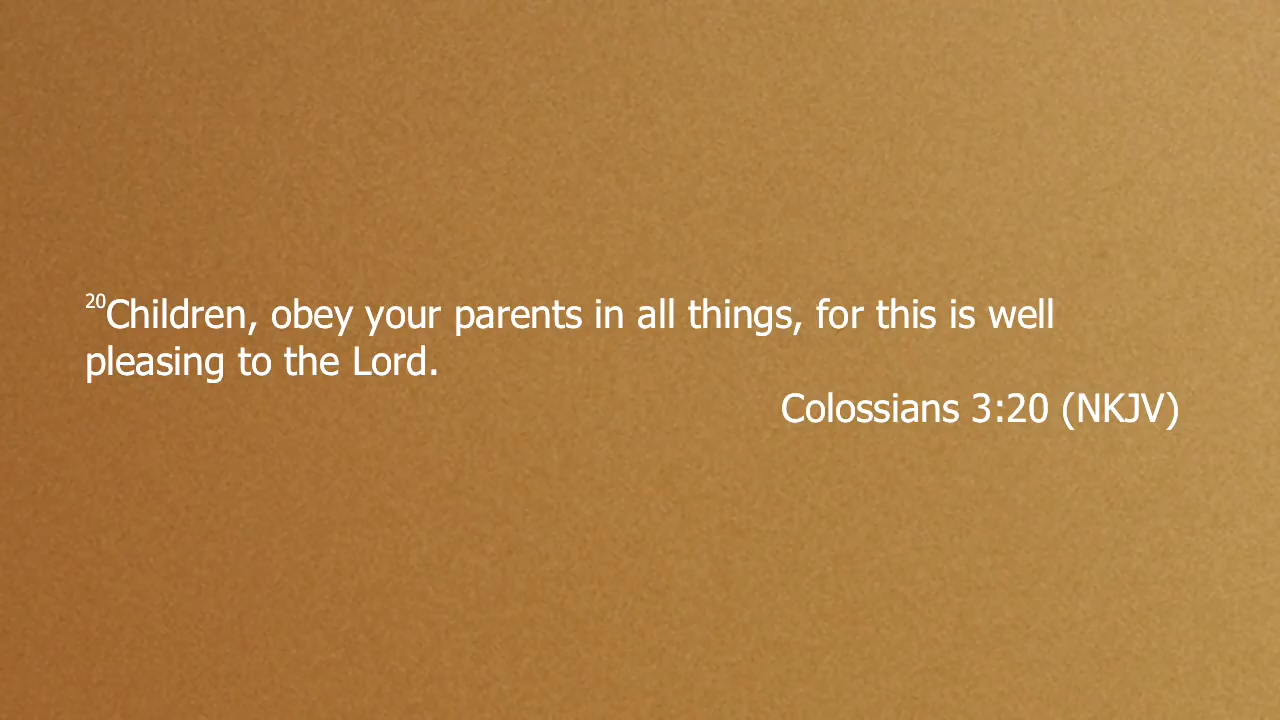 20Children, obey your parents in all things, for this is well
pleasing to the Lord.
Colossians 3:20 (NKJV)